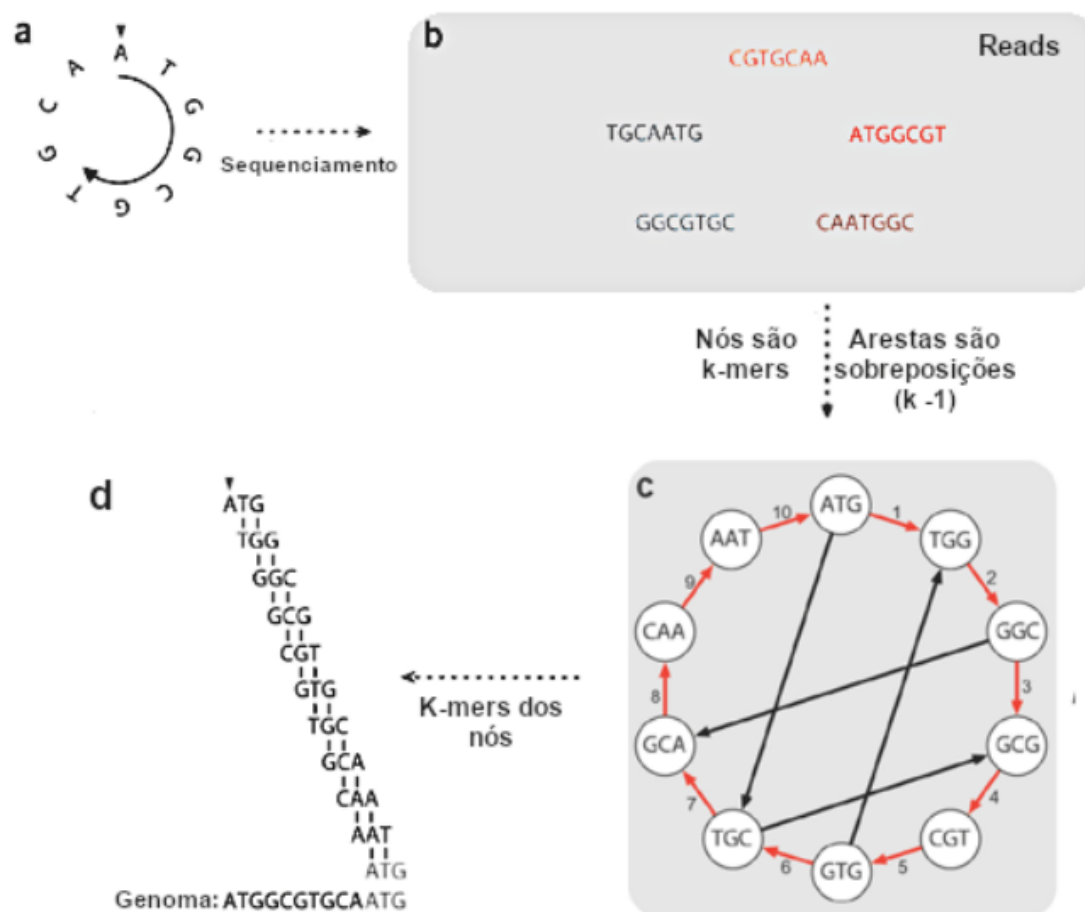 a
A
T
G
G
C
G
T
G
C
A
Sequenciamento
b
Reads
CGTGCAA
TGCAATG
ATGGCGT
GGCGTGC
CAATGGC
Nós são
k-mers
Arestas são
sobreposições
(k -1)
c
ATG
1
TGG
2
GGC
3
GCG
4
CGT
5
GTG
6
TGC
7
GCA
8
CAA
9
AAT
10
K-mers dos
nós
d
ATG
TGG
GGC
GCG
CGT
GTG
TGC
GCA
CAA
AAT
ATG
Genoma: ATGGCGTGCAATG